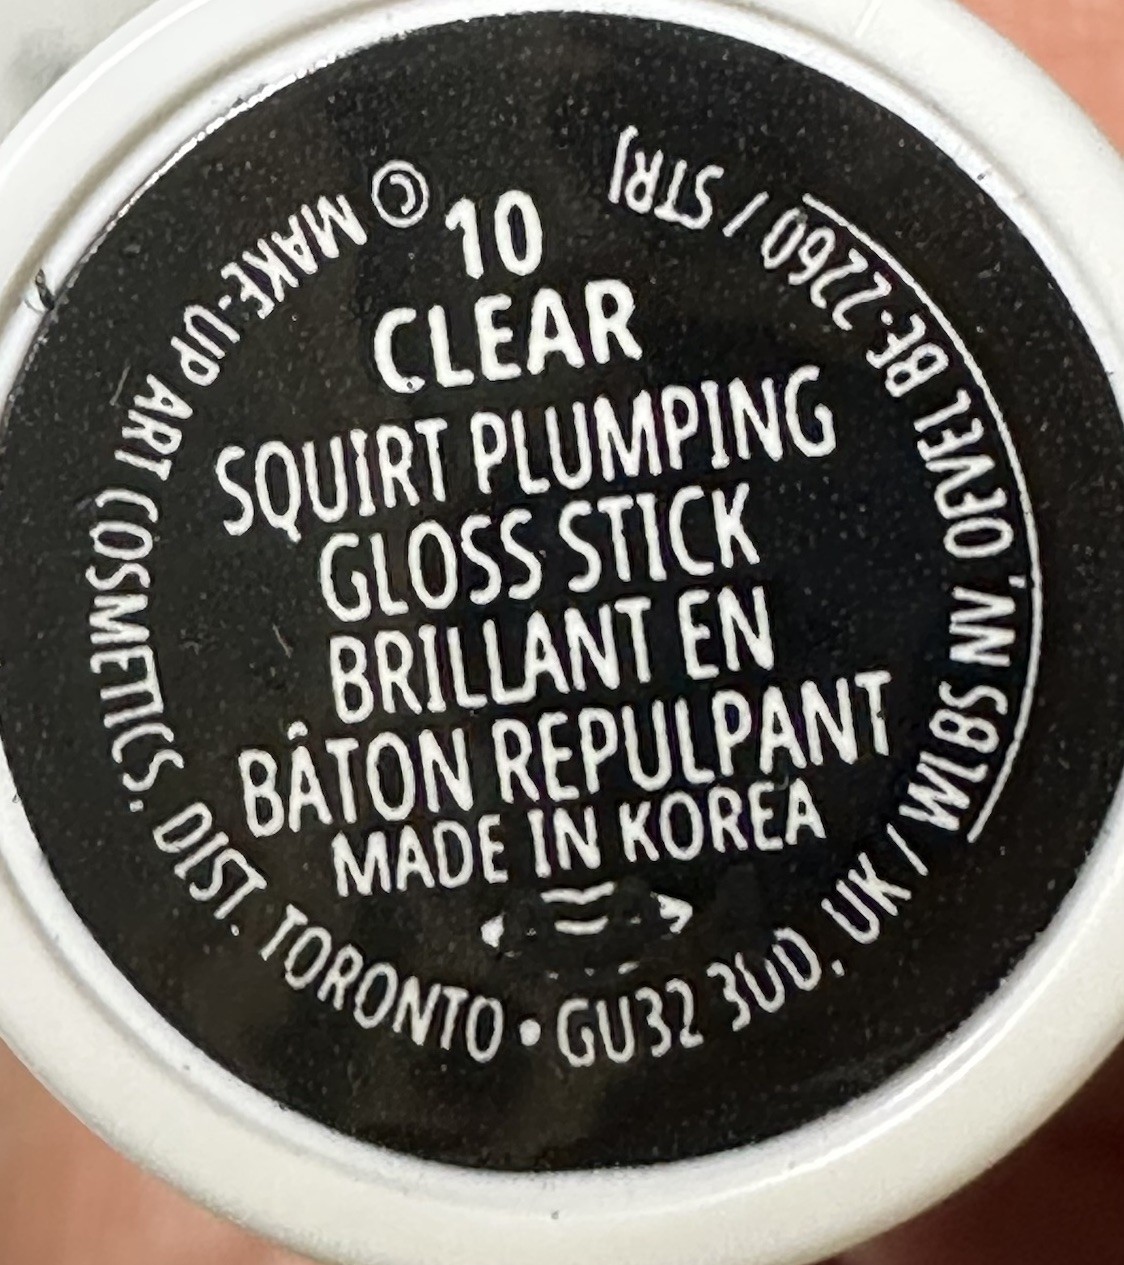 10
CLEAR
SQUIRT PLUMPING
GLOSS STICK
BRILLANT EN
BÂTON REPULPANT
MADE IN KOREA
© MAKE-UP ART COSMETICS. DIST. TORONTO • GU32 3UD, UK / WLBS NV, OEVEL BE-2260 / STRJ